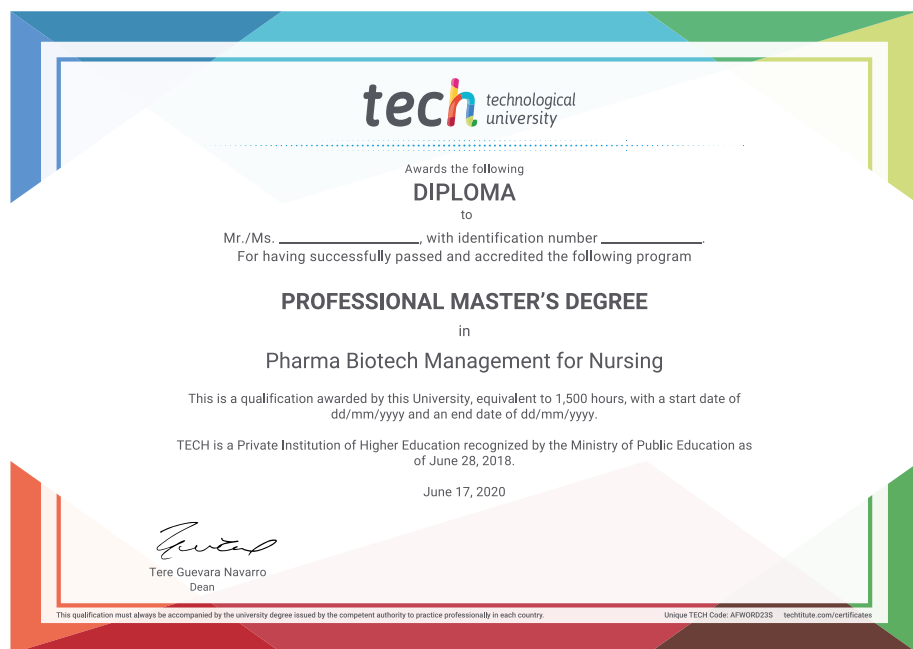 tech technological
university
Awards the following
DIPLOMA
to
Mr./Ms. ____________________, with identification number ______________.
For having successfully passed and accredited the following program
PROFESSIONAL MASTER'S DEGREE
in
Pharma Biotech Management for Nursing
This is a qualification awarded by this University, equivalent to 1,500 hours, with a start date of
dd/mm/yyyy and an end date of dd/mm/yyyy.
TECH is a Private Institution of Higher Education recognized by the Ministry of Public Education as
of June 28, 2018.
June 17, 2020
Tere Guevara Navarro
Dean
This qualification must always be accompanied by the university degree issued by the competent authority to practice professionally in each country. Unique TECH Code: AFWORD23S techtitute.com/certificates